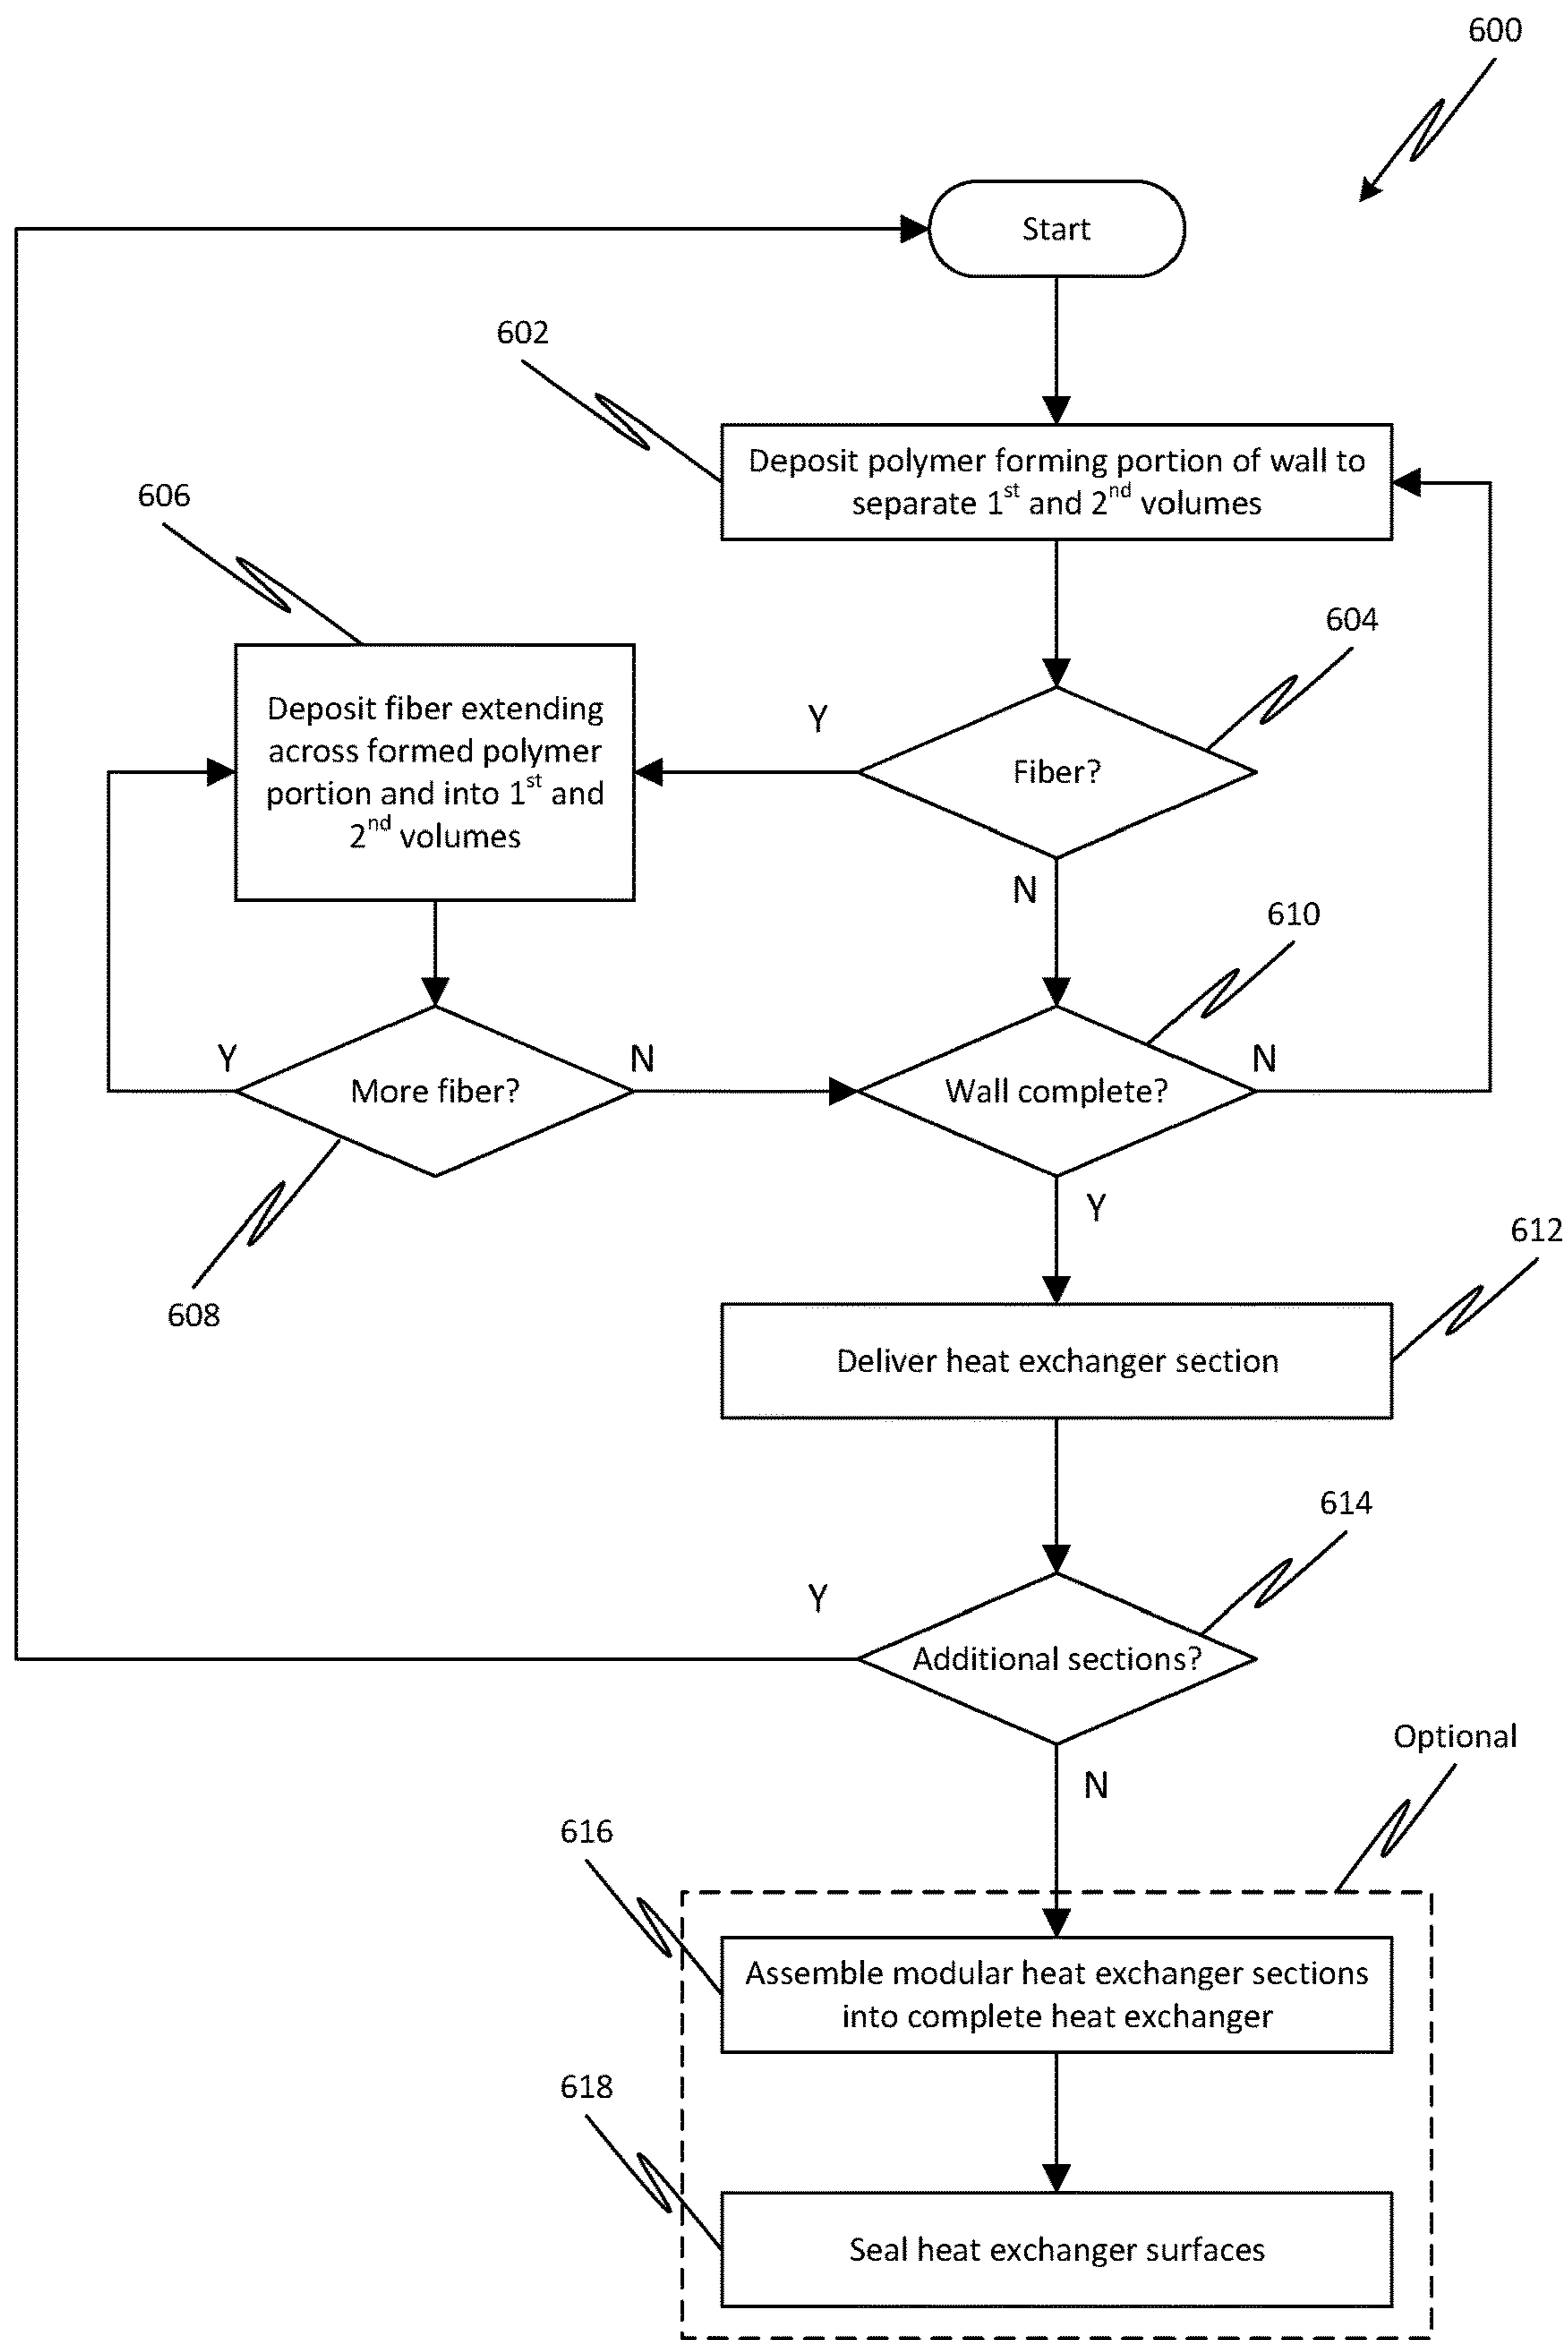 600
Start
602
Deposit polymer forming portion of wall to
separate 1st and 2nd volumes
606
604
Deposit fiber extending
across formed polymer
portion and into 1st and
2nd volumes
Y
Fiber?
N
610
Y
More fiber?
N
Wall complete?
N
608
Y
612
Deliver heat exchanger section
614
Y
Additional sections?
N
Optional
616
Assemble modular heat exchanger sections
into complete heat exchanger
618
Seal heat exchanger surfaces